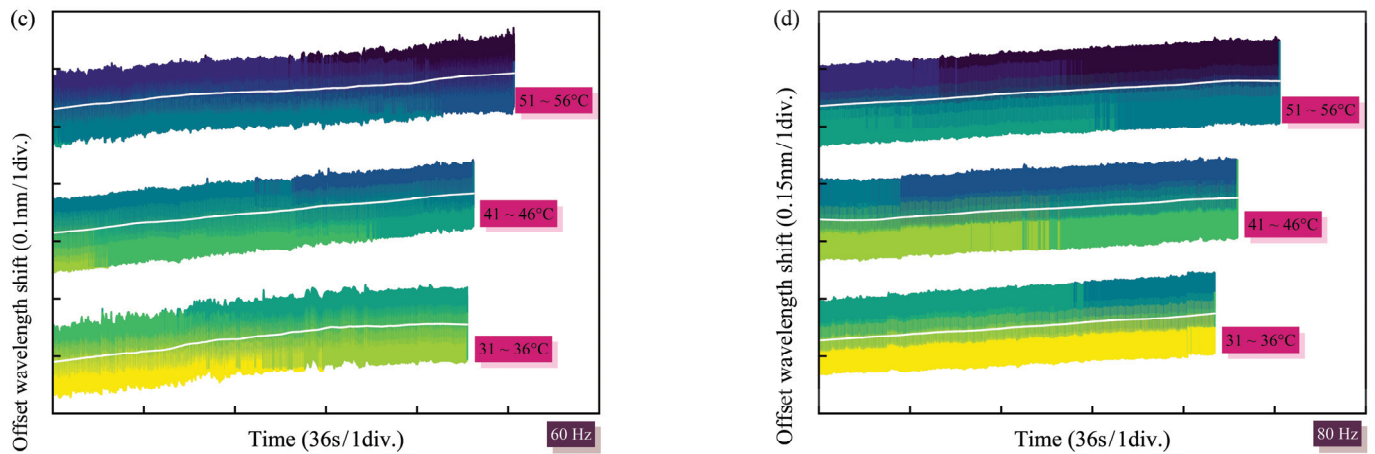 (c)
Offset wavelength shift (0.1nm/1div.)
51 ~ 56°C
41 ~ 46°C
31 ~ 36°C
Time (36s/1div.)
60 Hz
(d)
Offset wavelength shift (0.15nm/1div.)
51 ~ 56°C
41 ~ 46°C
31 ~ 36°C
Time (36s/1div.)
80 Hz